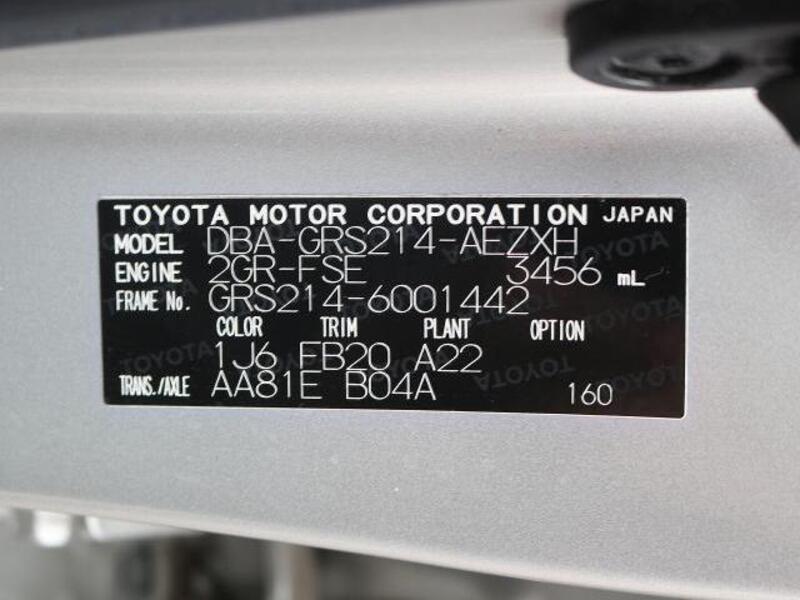 TOYOTA MOTOR CORPORATION JAPAN
MODEL DBA-GRS214-AEZXH
ENGINE 2GR-FSE 3456 mL
FRAME No. GRS214-6001442
COLOR TRIM PLANT OPTION
1J6 FB20 A22
TRANS./AXLE AA81E B04A 160